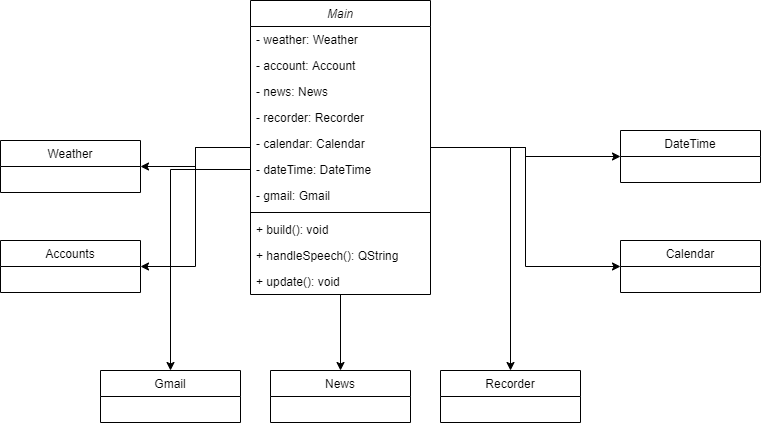 Main
- weather: Weather
- account: Account
- news: News
- recorder: Recorder
- calendar: Calendar
- dateTime: DateTime
- gmail: Gmail
+ build(): void
+ handleSpeech(): QString
+ update(): void
Weather
Accounts
DateTime
Calendar
Gmail
News
Recorder